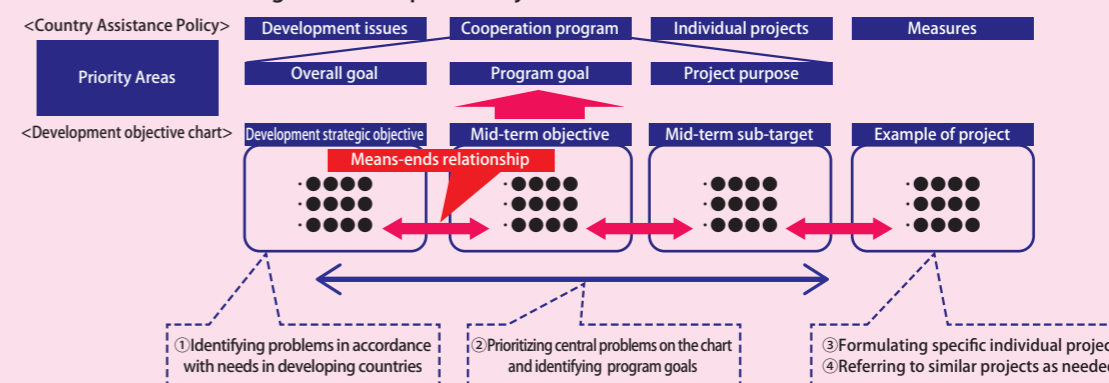 <Country Assistance Policy> Development issues Cooperation program Individual projects Measures
Priority Areas
Overall goal Program goal Project purpose
<Development objective chart> Development strategic objective Mid-term objective Mid-term sub-target Example of project
Means-ends relationship
・●●●● ・●●●● ・●●●● ・●●●●
・●●●● ・●●●● ・●●●● ・●●●●
・●●●● ・●●●● ・●●●● ・●●●●
①Identifying problems in accordance
with needs in developing countries
②Prioritizing central problems on the chart
and identifying program goals
③Formulating specific individual
④Referring to similar projects as needed